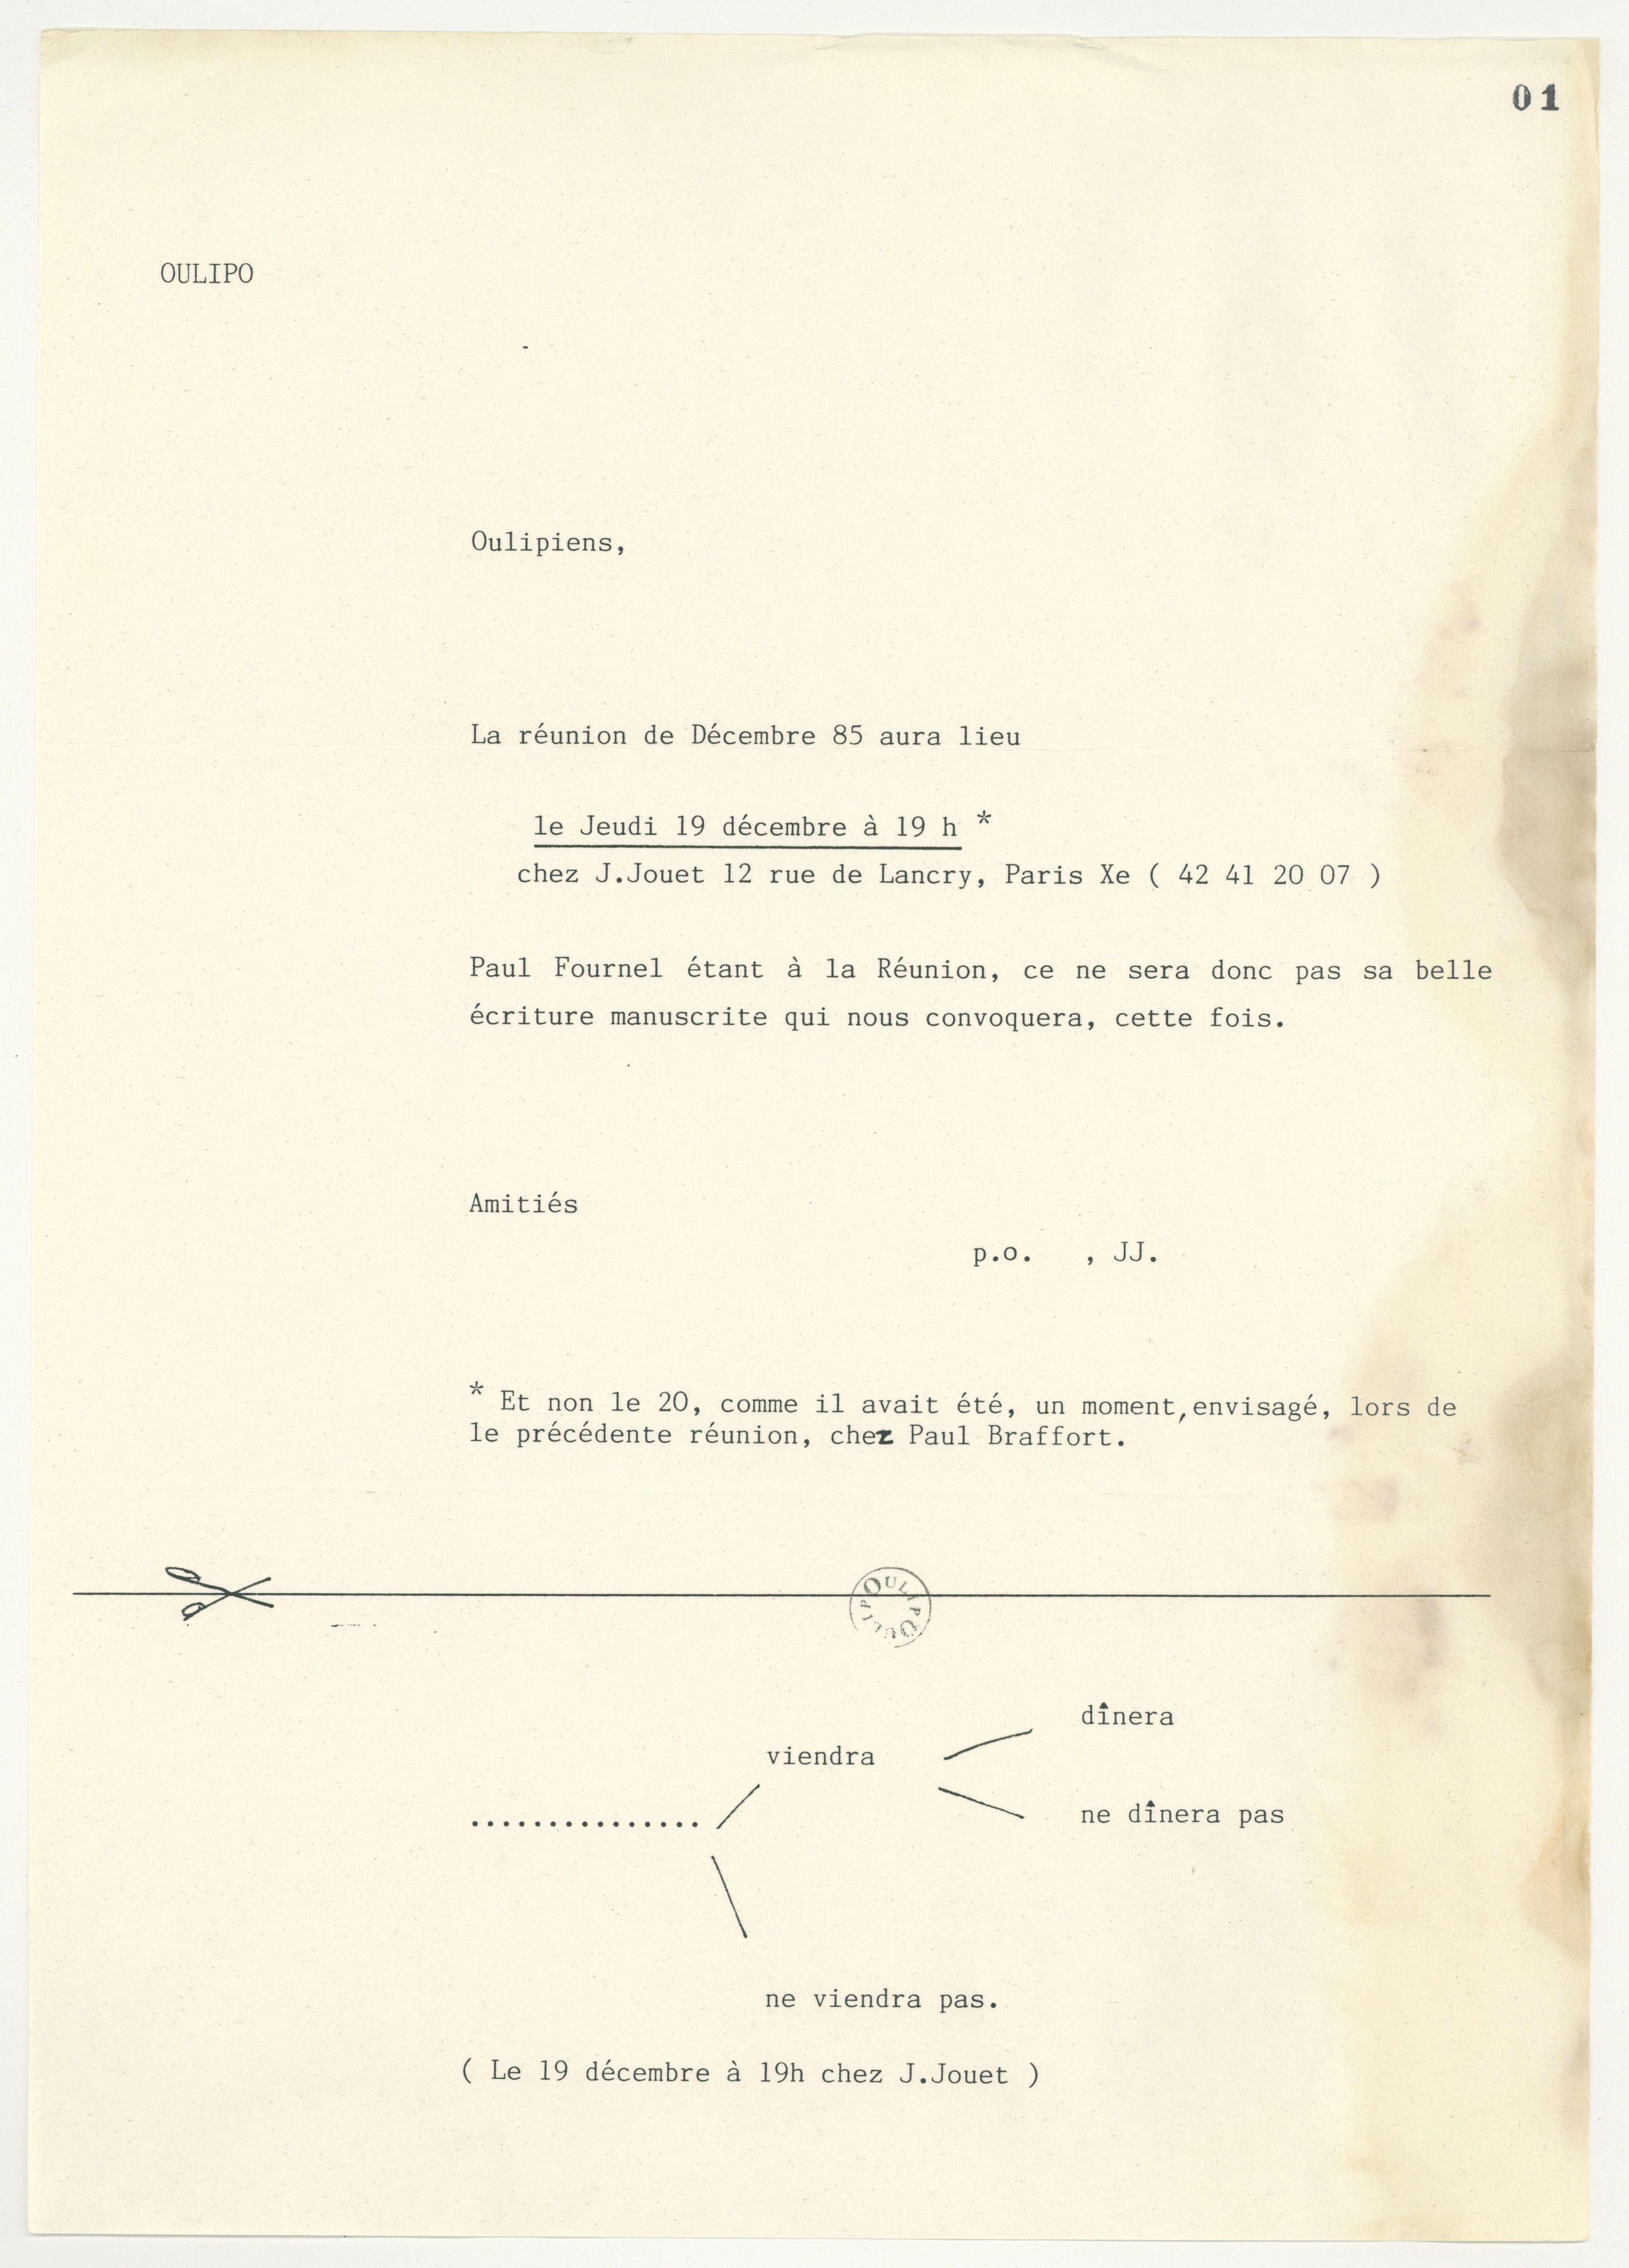 01
OULIPO
Oulipiens,
La réunion de Décembre 85 aura lieu
le Jeudi 19 décembre à 19 h *
chez J.Jouet 12 rue de Lancry, Paris Xe ( 42 41 20 07 )
Paul Fournel étant à la Réunion, ce ne sera donc pas sa belle
écriture manuscrite qui nous convoquera, cette fois.
Amitiés
p.o.   , JJ.
* Et non le 20, comme il avait été, un moment,envisagé, lors de
le précédente réunion, chez Paul Braffort.
OULIPOULIP
dînera
viendra
ne dînera pas
...............
ne viendra pas.
( Le 19 décembre à 19h chez J.Jouet )